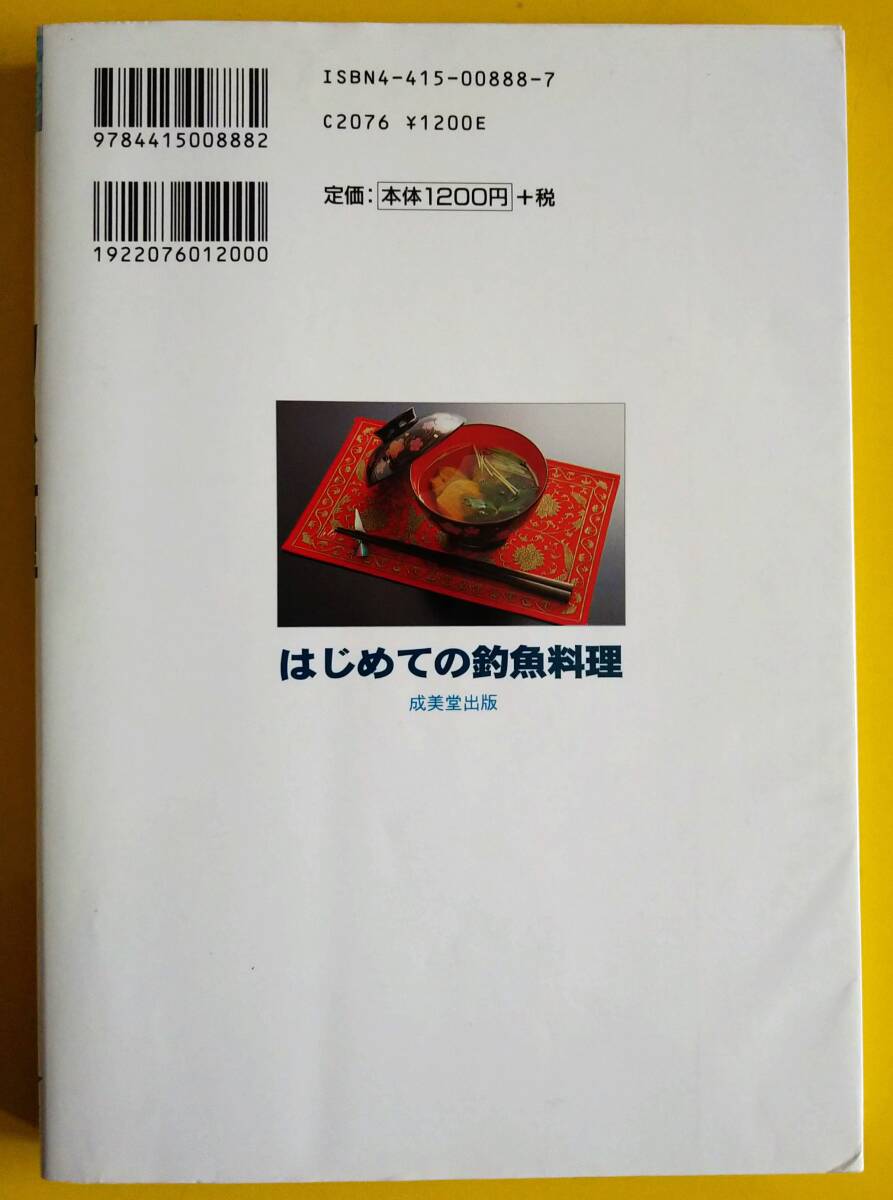 9784415008882
1922076012000
ISBN4-415-00888-7
C2076 ¥1200E
定価：本体1200円＋税
はじめての釣魚料理
成美堂出版